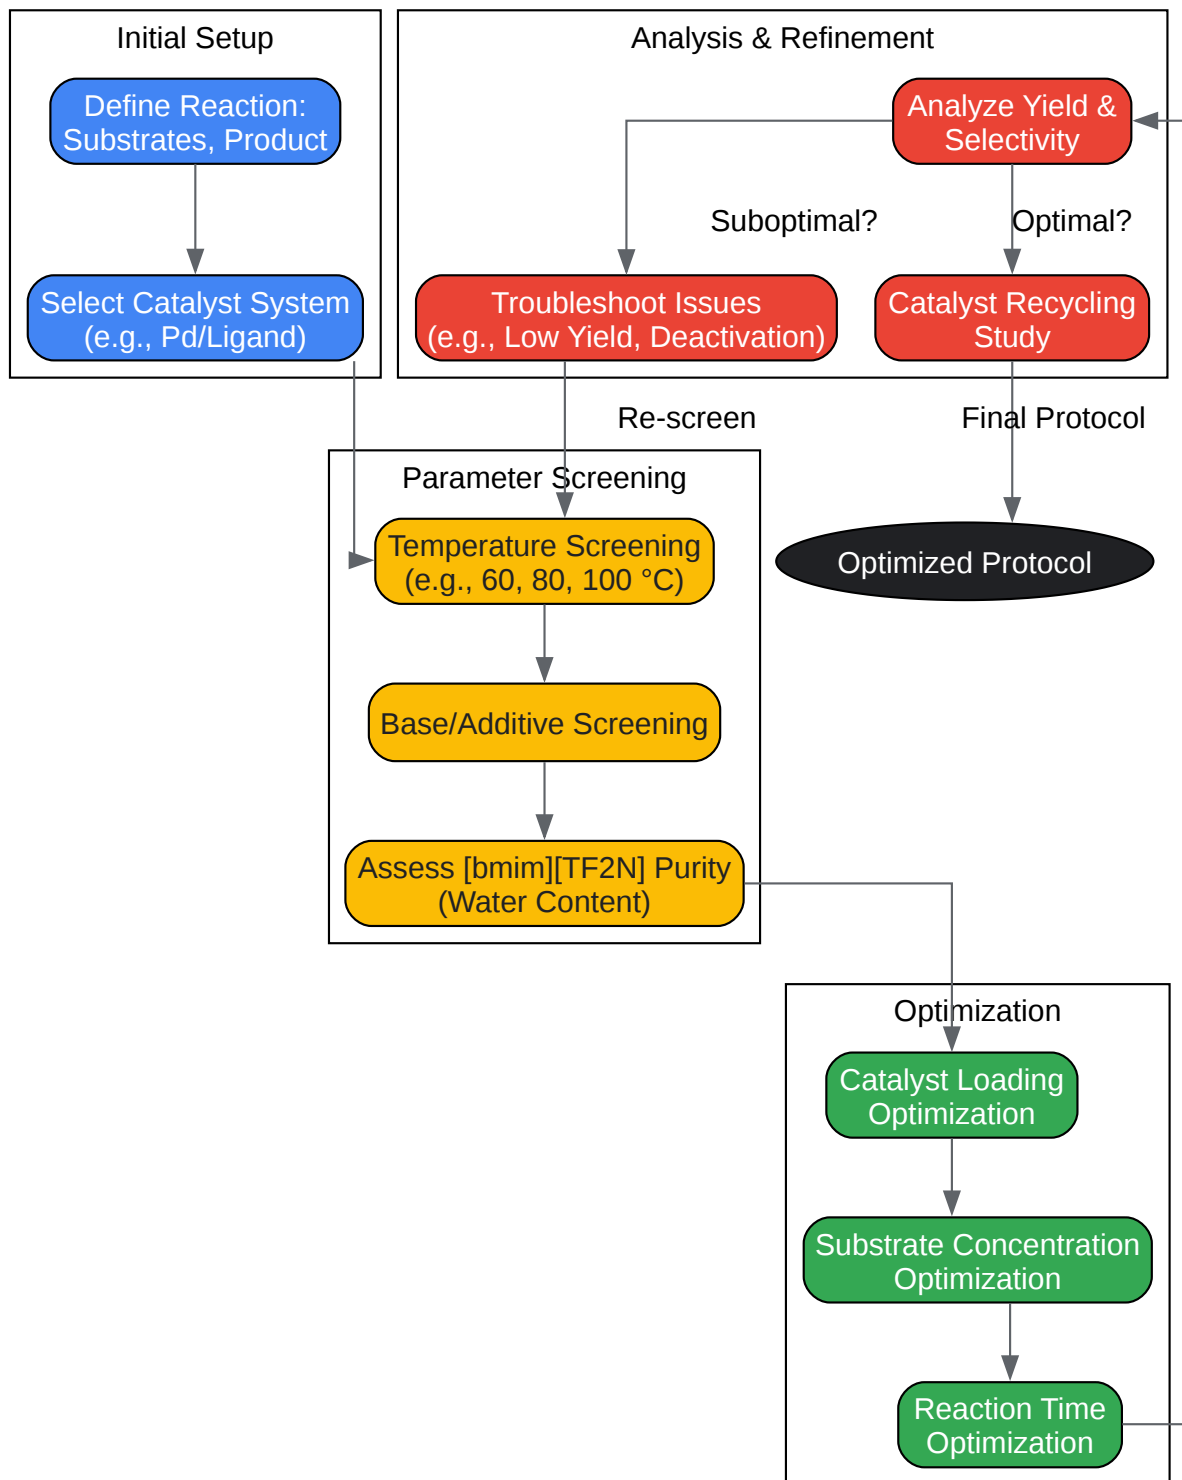 Initial Setup
Define Reaction:
Substrates, Product
Select Catalyst System
(e.g., Pd/Ligand)
Analysis & Refinement
Analyze Yield &
Selectivity
Suboptimal?
Optimal?
Troubleshoot Issues
(e.g., Low Yield, Deactivation)
Catalyst Recycling
Study
Re-screen
Final Protocol
Parameter Screening
Temperature Screening
(e.g., 60, 80, 100 °C)
Optimized Protocol
Base/Additive Screening
Assess [bmim][TF2N] Purity
(Water Content)
Optimization
Catalyst Loading
Optimization
Substrate Concentration
Optimization
Reaction Time
Optimization